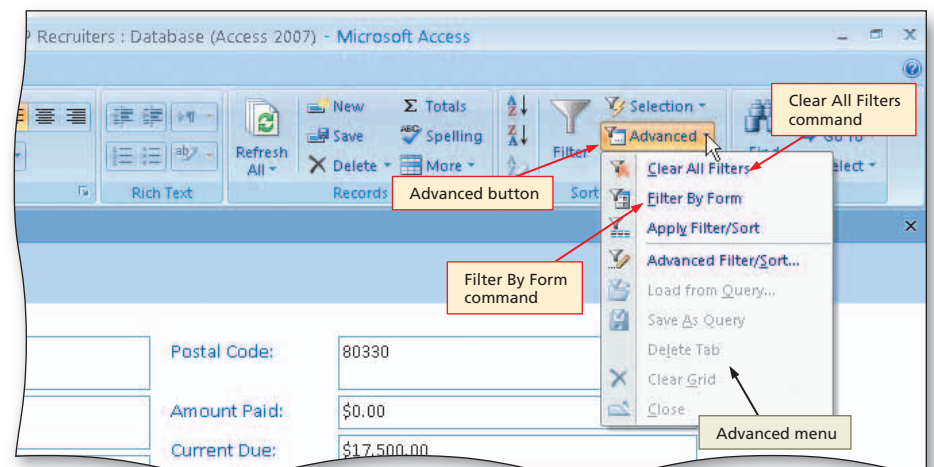 Recruiters : Database (Access 2007) - Microsoft Access
New
Save
Delete
Σ Totals
Spelling
More
Refresh
All
Filter
Selection
Advanced
Clear All Filters
command
Rich Text
Records
Sort
Advanced button
Clear All Filters
Filter By Form
Apply Filter/Sort
Advanced Filter/Sort...
Load from Query...
Save As Query
Delete Tab
Clear Grid
Close
Filter By Form
command
Advanced menu
Postal Code:
80330
Amount Paid:
$0.00
Current Due:
$17,500.00